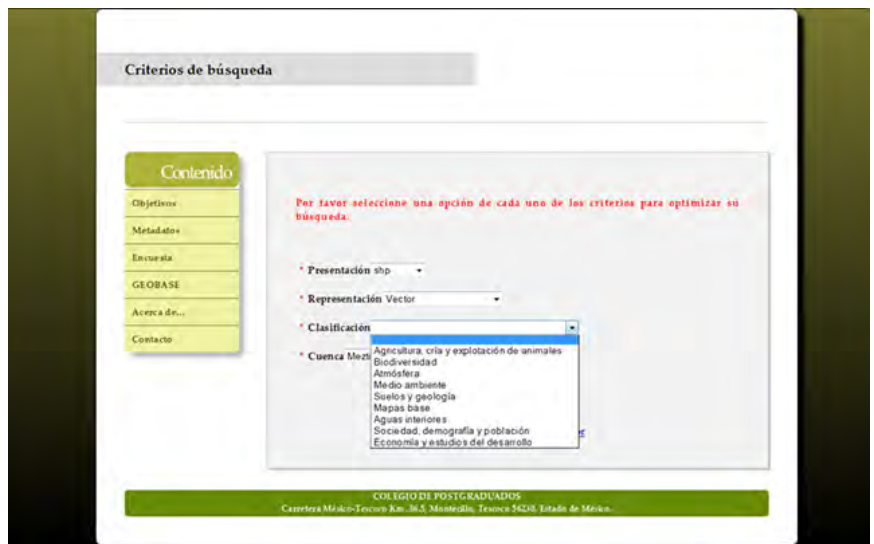 Criterios de búsqueda
Contenido
Objetivos
Metadatos
Encuesta
GEOBASE
Acerca de...
Contacto
Por favor seleccione una opción de cada uno de los criterios para optimizar su
búsqueda.
* Presentación shp
* Representación Vector
* Clasificación
* Cuenca Mezt
Agricultura, cría y explotación de animales
Biodiversidad
Atmósfera
Medio ambiente
Suelos y geología
Mapas base
Aguas interiores
Sociedad, demografía y población
Economía y estudios del desarrollo
COLEGIO DE POSTGRADUADOS
Carretera México-Texcoco Km. 36.5, Montecillo, Texcoco 56230, Estado de México.